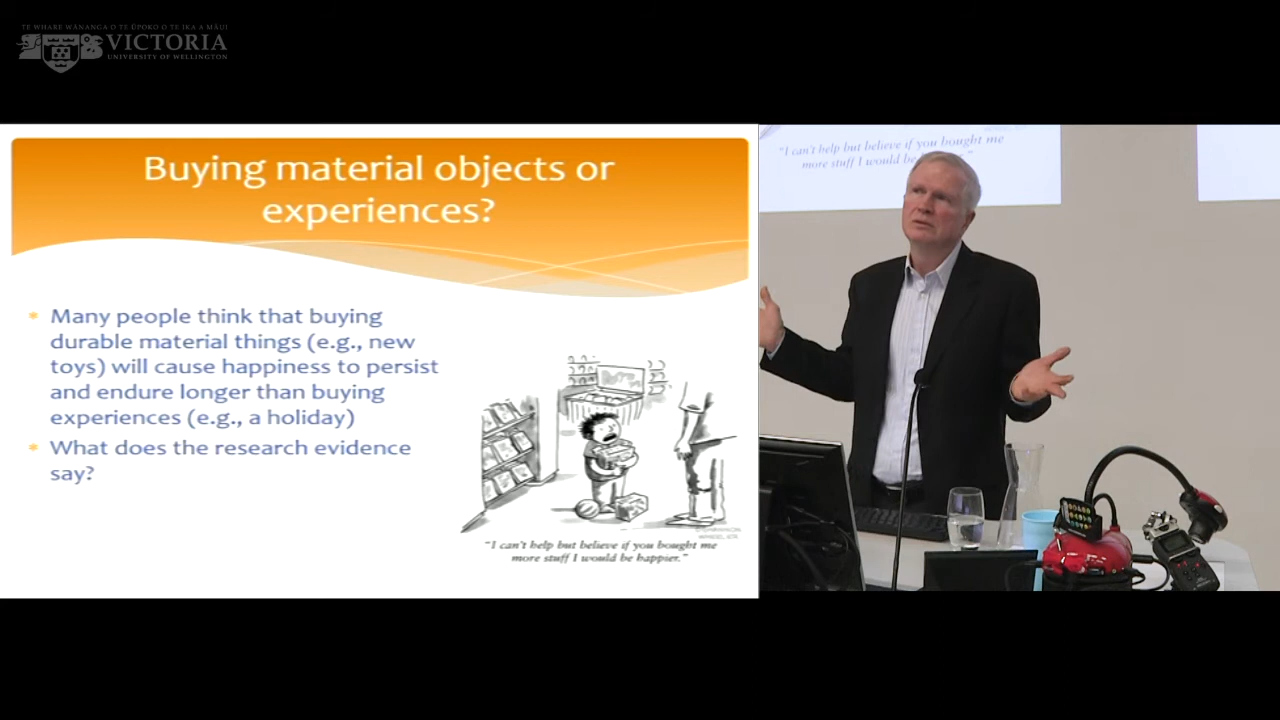 TE WHARE WĀNANGA O TE ŪPOKO O TE IKA A MĀUI
VICTORIA
UNIVERSITY OF WELLINGTON
Buying material objects or
experiences?
* Many people think that buying
durable material things (e.g., new
toys) will cause happiness to persist
and endure longer than buying
experiences (e.g., a holiday)
* What does the research evidence
say?
"I can't help but believe if you bought me
more stuff I would be happier."
"I can't help but believe if you bought me
more stuff I would be